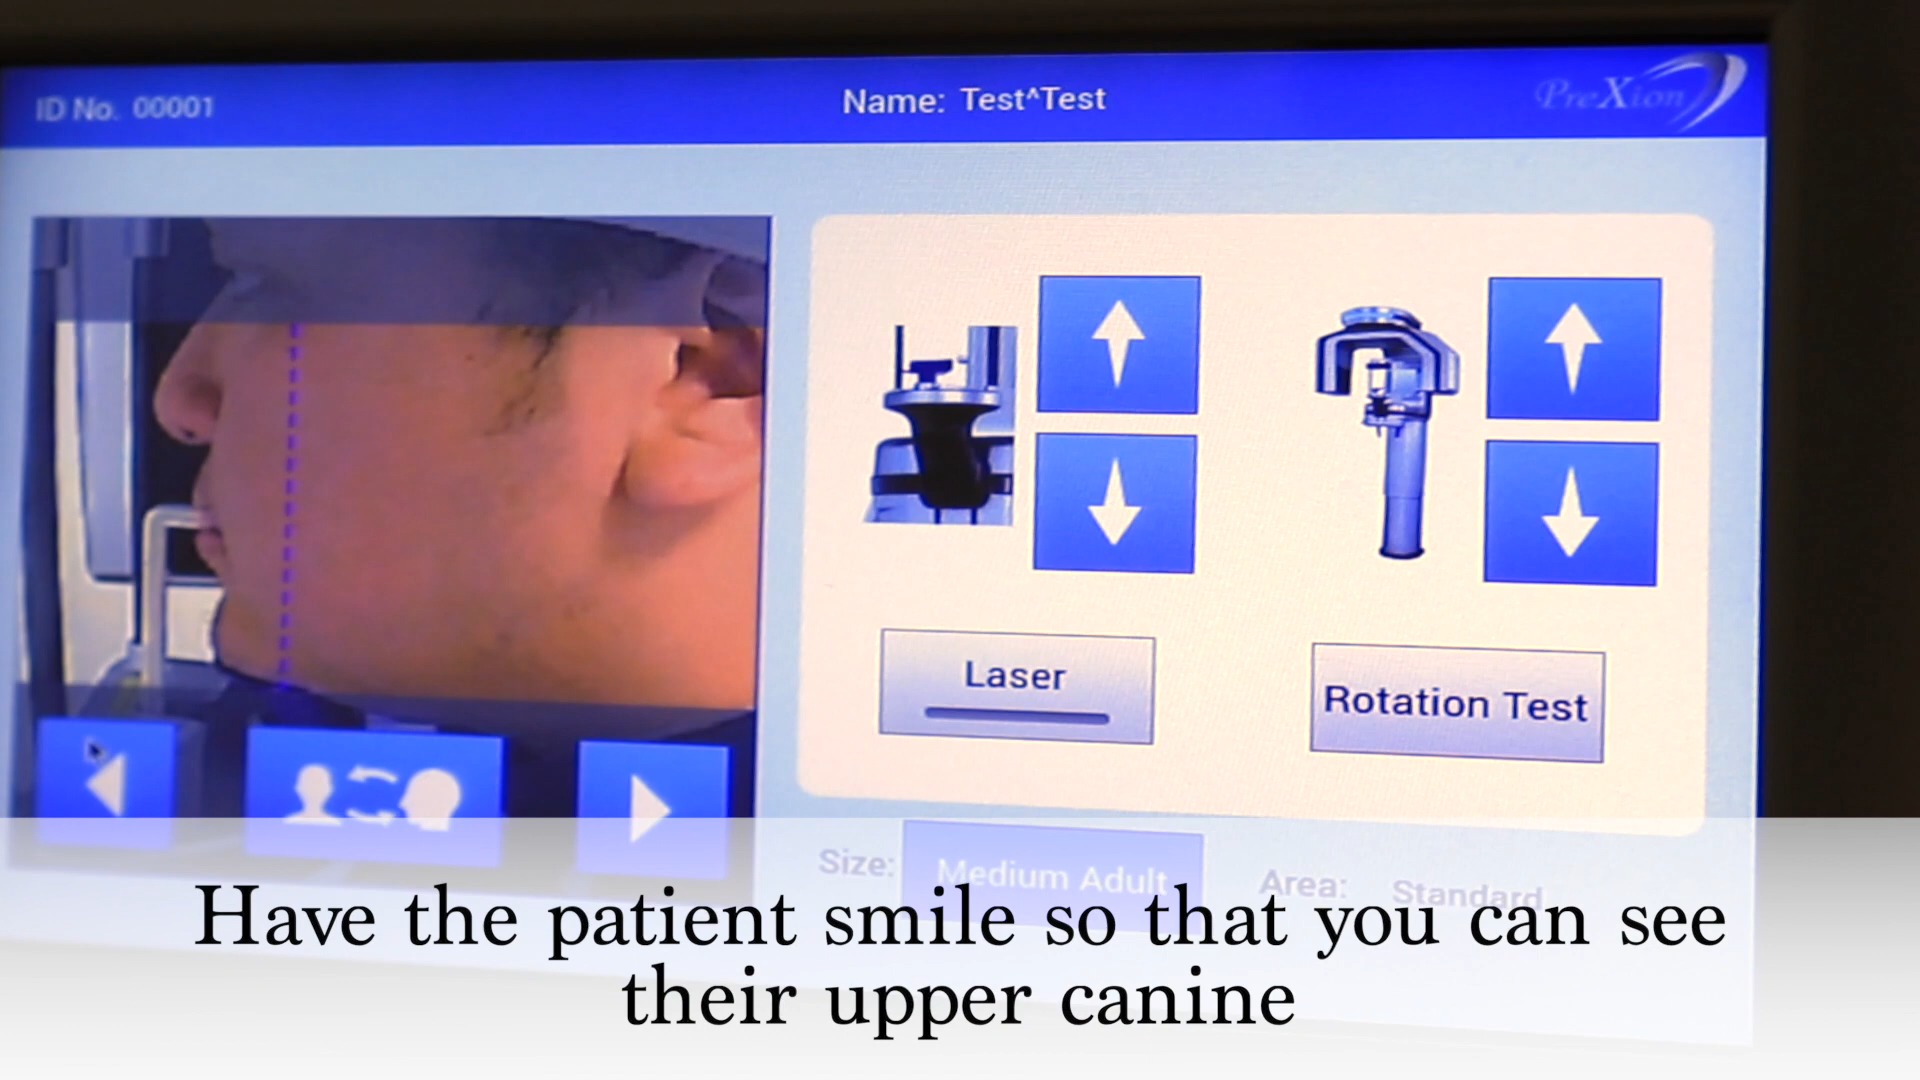 ID No. 00001
Name: Test^Test
PreXion
Laser
Rotation Test
Size:
Medium Adult
Area:
Standard
Have the patient smile so that you can see
their upper canine